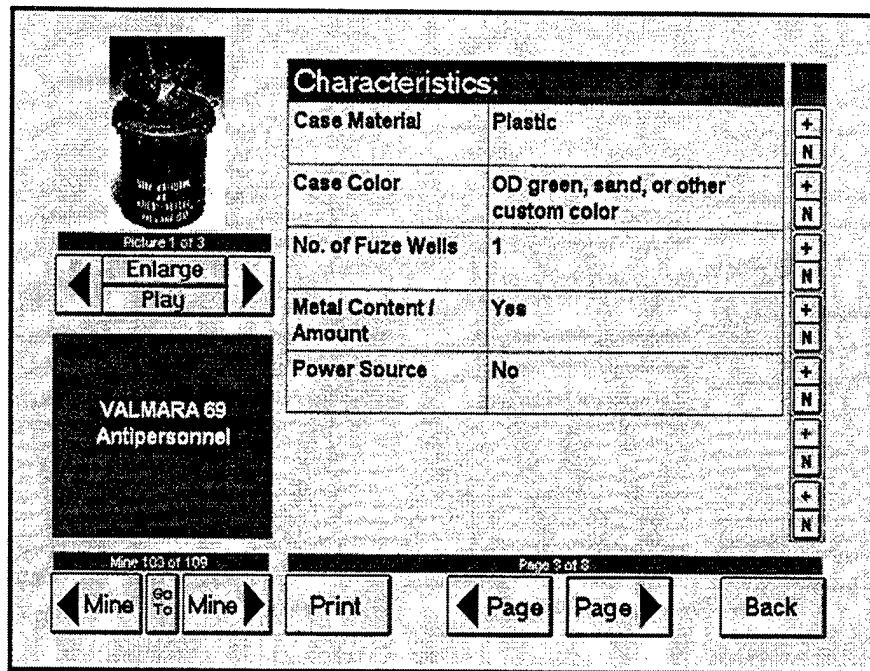 Characteristics:
Case Material Plastic
+
N
Case Color OD green, sand, or other
custom color
+
N
No. of Fuze Wells 1
+
N
Metal Content / Yes
Amount
+
N
Power Source No
+
N
+
N
+
N
Picture 1 of 3
Enlarge
Play
VALMARA 69
Antipersonnel
Mine 103 of 109
Mine
Go
To
Mine
Print
Page 3 of 3
Page
Page
Back